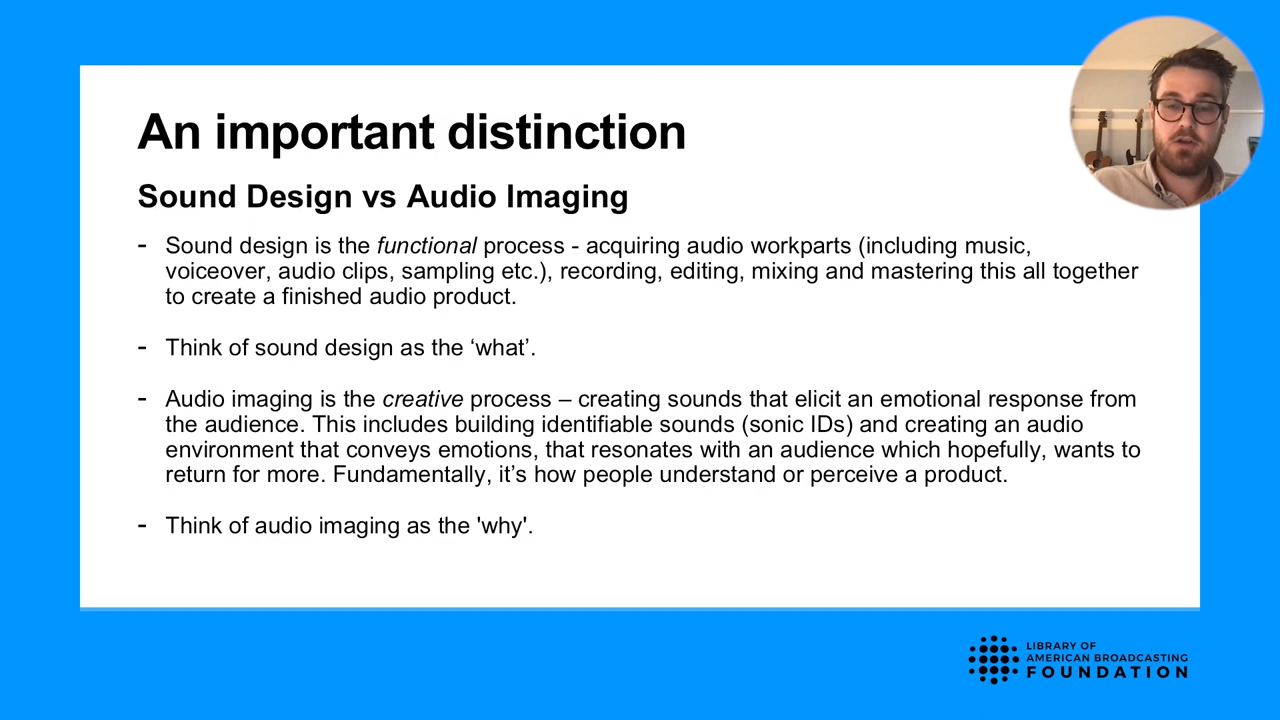 An important distinction
Sound Design vs Audio Imaging
- Sound design is the functional process - acquiring audio workparts (including music,
voiceover, audio clips, sampling etc.), recording, editing, mixing and mastering this all together
to create a finished audio product.
- Think of sound design as the ‘what’.
- Audio imaging is the creative process – creating sounds that elicit an emotional response from
the audience. This includes building identifiable sounds (sonic IDs) and creating an audio
environment that conveys emotions, that resonates with an audience which hopefully, wants to
return for more. Fundamentally, it’s how people understand or perceive a product.
- Think of audio imaging as the 'why'.
LIBRARY OF
AMERICAN BROADCASTING
FOUNDATION